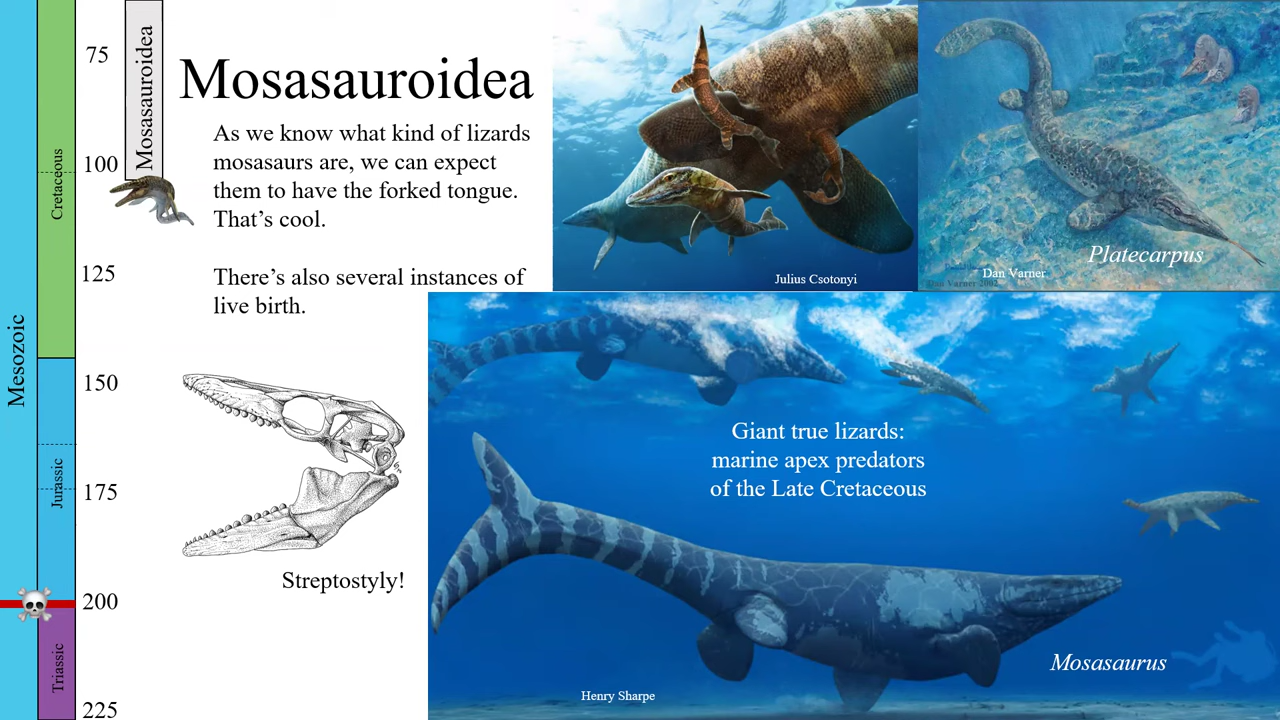 Mesozoic
Cretaceous
Jurassic
Triassic
75
100
125
150
175
200
225
Mosasauroidea
Mosasauroidea
As we know what kind of lizards
mosasaurs are, we can expect
them to have the forked tongue.
That’s cool.
There’s also several instances of
live birth.
Streptostyly!
Julius Csotonyi
Platecarpus
Dan Varner
Dan Varner 2002
Giant true lizards:
marine apex predators
of the Late Cretaceous
Mosasaurus
Henry Sharpe